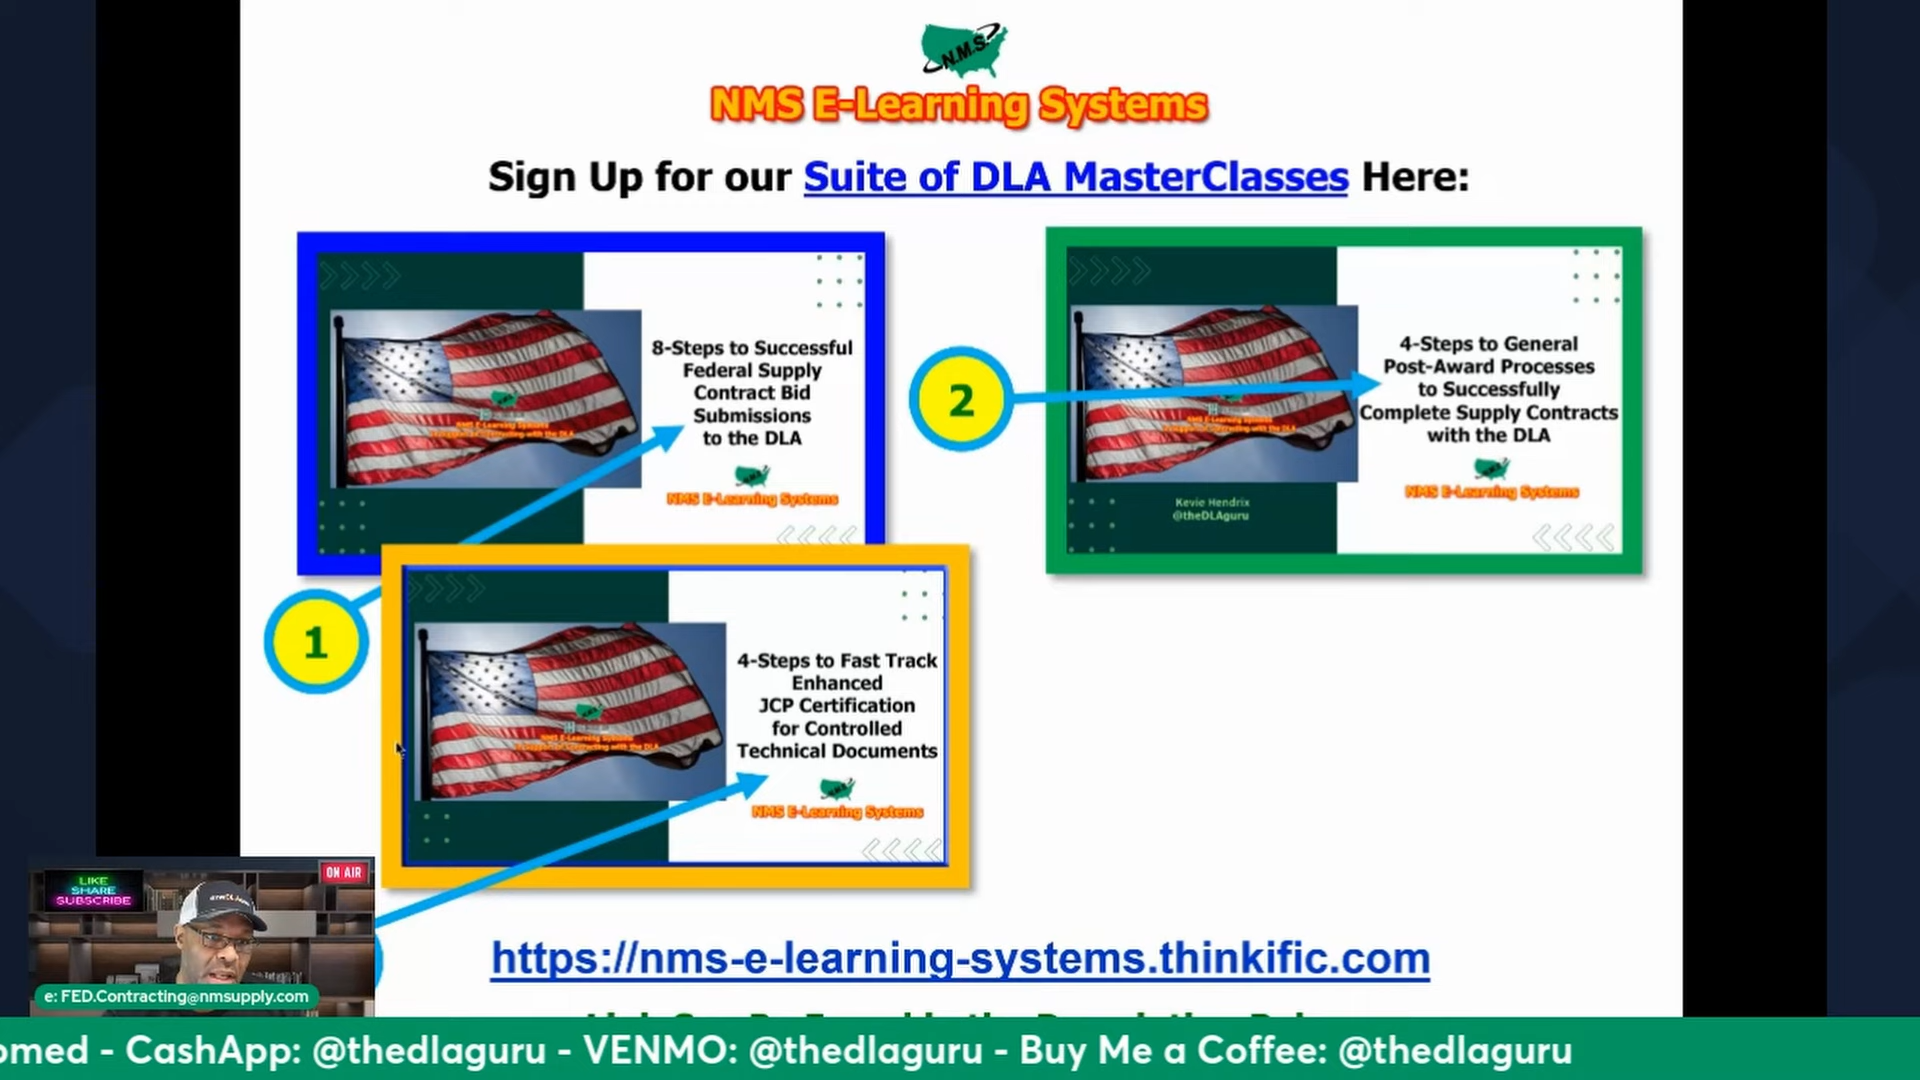 N.M.S.
NMS E-Learning Systems
Sign Up for our Suite of DLA MasterClasses Here:
8-Steps to Successful
Federal Supply
Contract Bid
Submissions
to the DLA
NMS E-Learning Systems
1
2
4-Steps to General
Post-Award Processes
to Successfully
Complete Supply Contracts
with the DLA
NMS E-Learning Systems
Kevie Hendrix
@theDLAguru
4-Steps to Fast Track
Enhanced
JCP Certification
for Controlled
Technical Documents
NMS E-Learning Systems
https://nms-e-learning-systems.thinkific.com
LIKE
SHARE
SUBSCRIBE
ON AIR
e: FED.Contracting@nmsupply.com
omed - CashApp: @thedlaguru - VENMO: @thedlaguru - Buy Me a Coffee: @thedlaguru